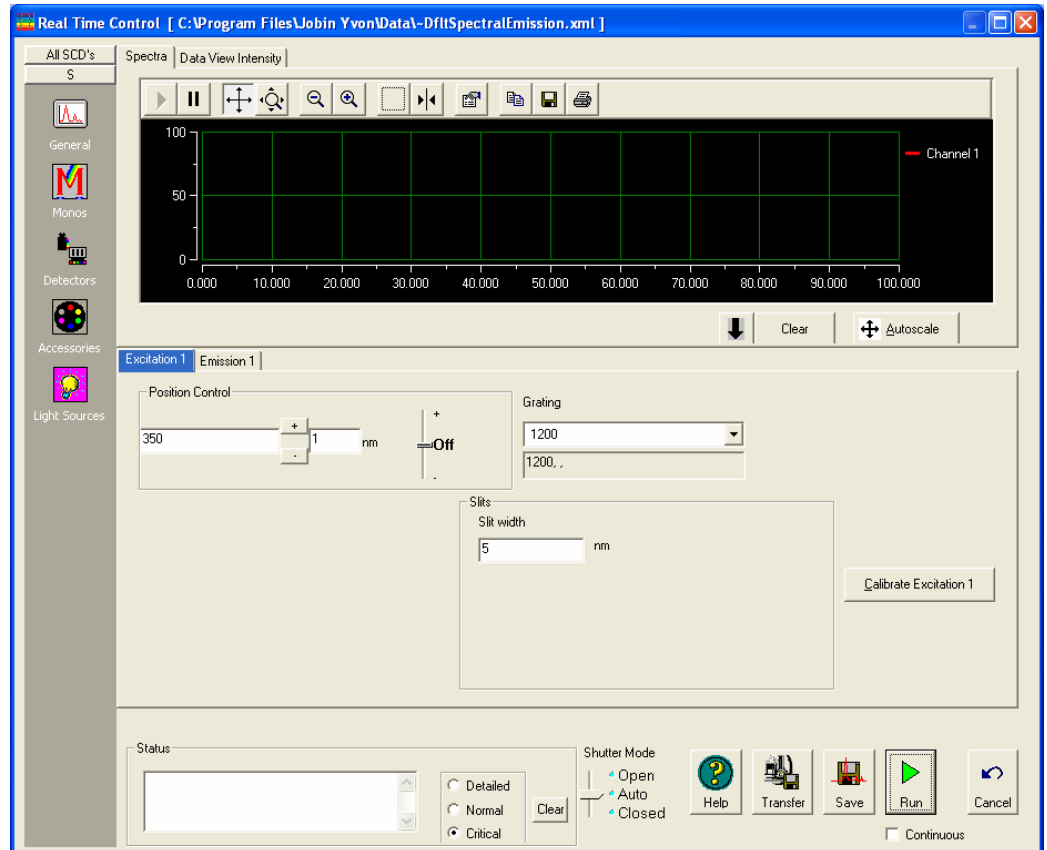 Real Time Control [ C:\Program Files\Jobin Yvon\Data\~DfltSpectralEmission.xml ]
All SCD's
S
General
Monos
Detectors
Accessories
Light Sources
Spectra Data View Intensity
100
50
0
0.000 10.000 20.000 30.000 40.000 50.000 60.000 70.000 80.000 90.000 100.000
Channel 1
Clear Autoscale
Excitation 1 Emission 1
Position Control
350 + 1 nm + Off
- -
Grating
1200
1200, ,
Slits
Slit width
5 nm
Calibrate Excitation 1
Status
Detailed
Normal
Critical
Clear
Shutter Mode
Open
Auto
Closed
Help Transfer Save Run Cancel
Continuous